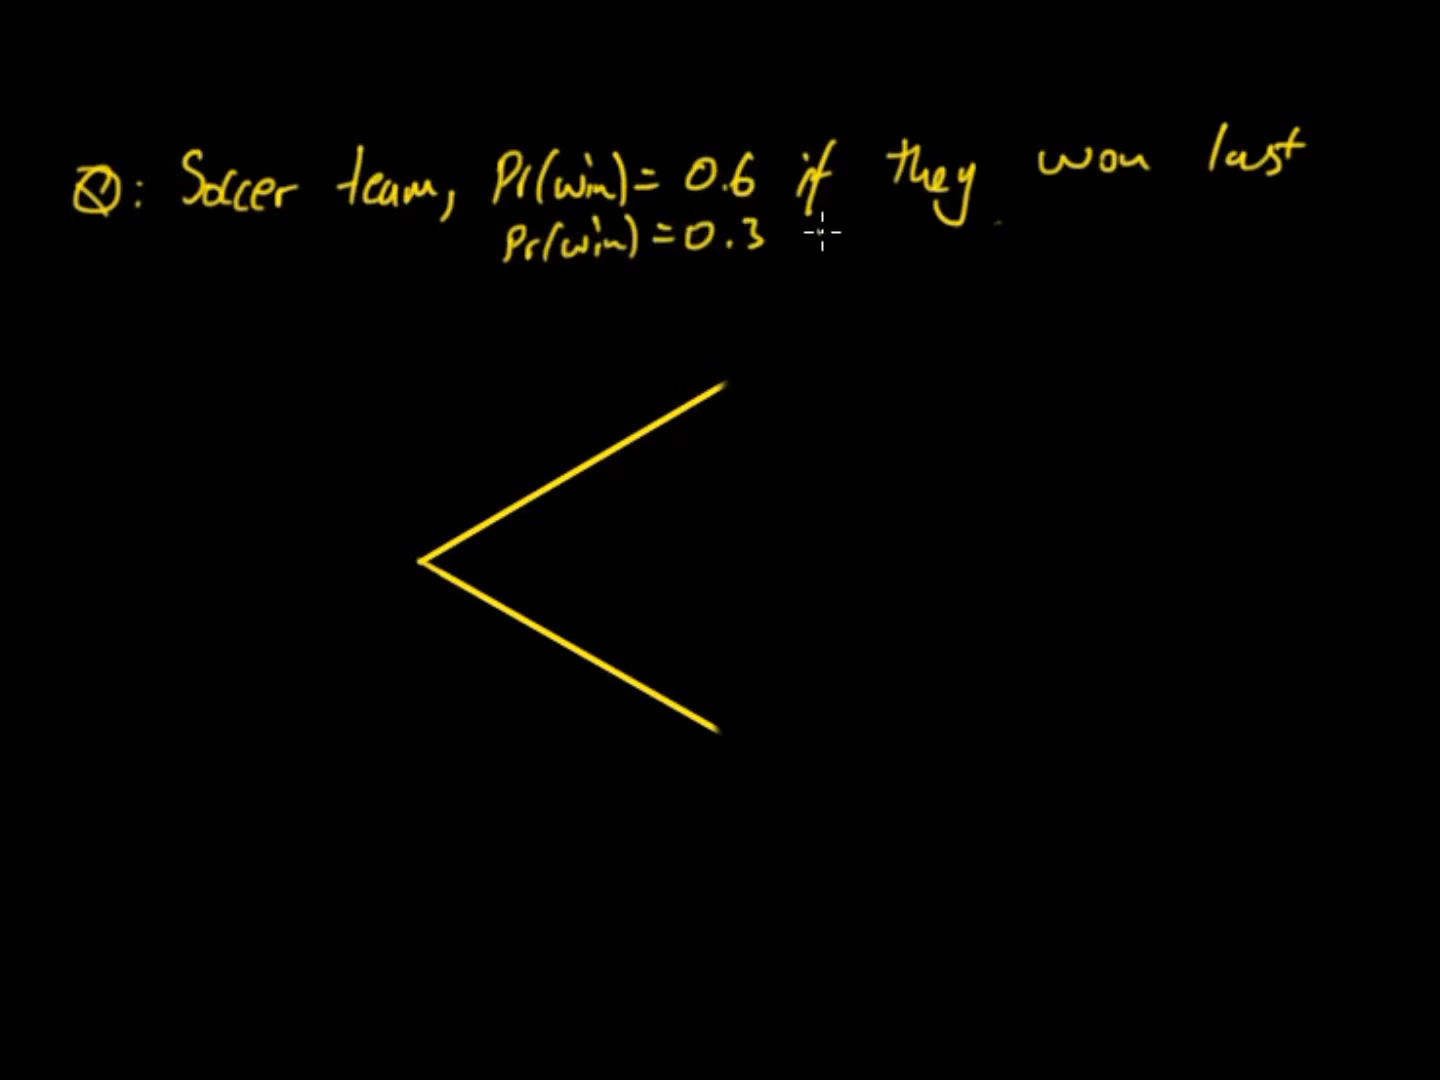 Q: Soccer team, Pr(win) = 0.6 if they won last
Pr(win) = 0.3